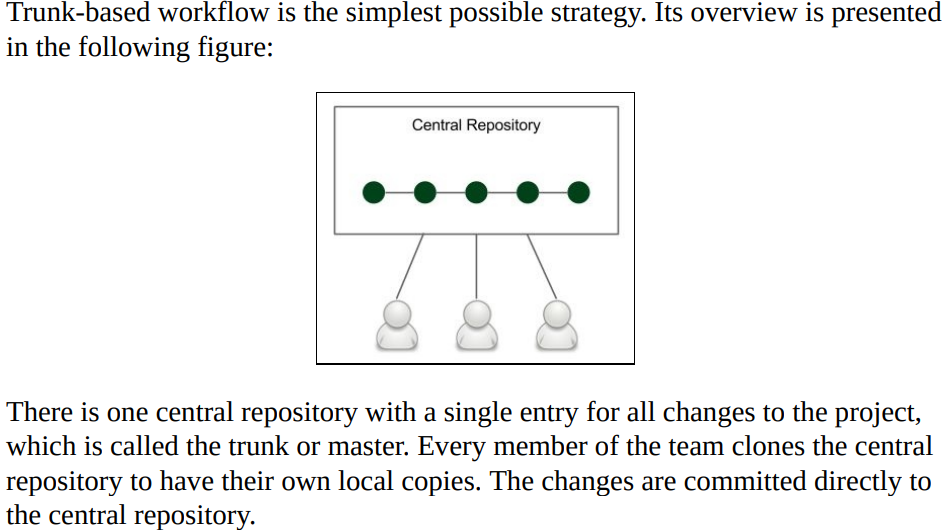 Trunk-based workflow is the simplest possible strategy. Its overview is presented
in the following figure:
Central Repository
There is one central repository with a single entry for all changes to the project,
which is called the trunk or master. Every member of the team clones the central
repository to have their own local copies. The changes are committed directly to
the central repository.